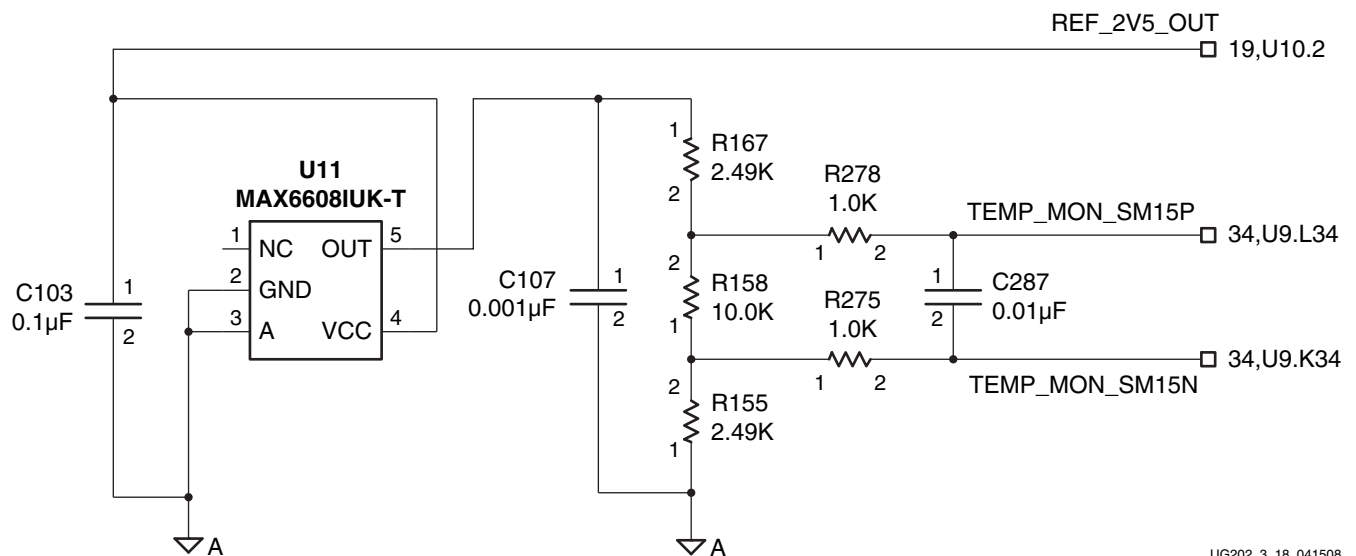 REF_2V5_OUT
19,U10.2
U11
MAX6608IUK-T
1 NC OUT 5
2 GND
3 A VCC 4
C103
0.1µF
1
2
C107
0.001µF
1
2
1
R167
2.49K
2
R278
1.0K
1 2
TEMP_MON_SM15P
34,U9.L34
2
R158
10.0K
1
R275
1.0K
1 2
1
C287
0.01µF
2
34,U9.K34
TEMP_MON_SM15N
2
R155
2.49K
1
A
A
UG202_3_18_041508